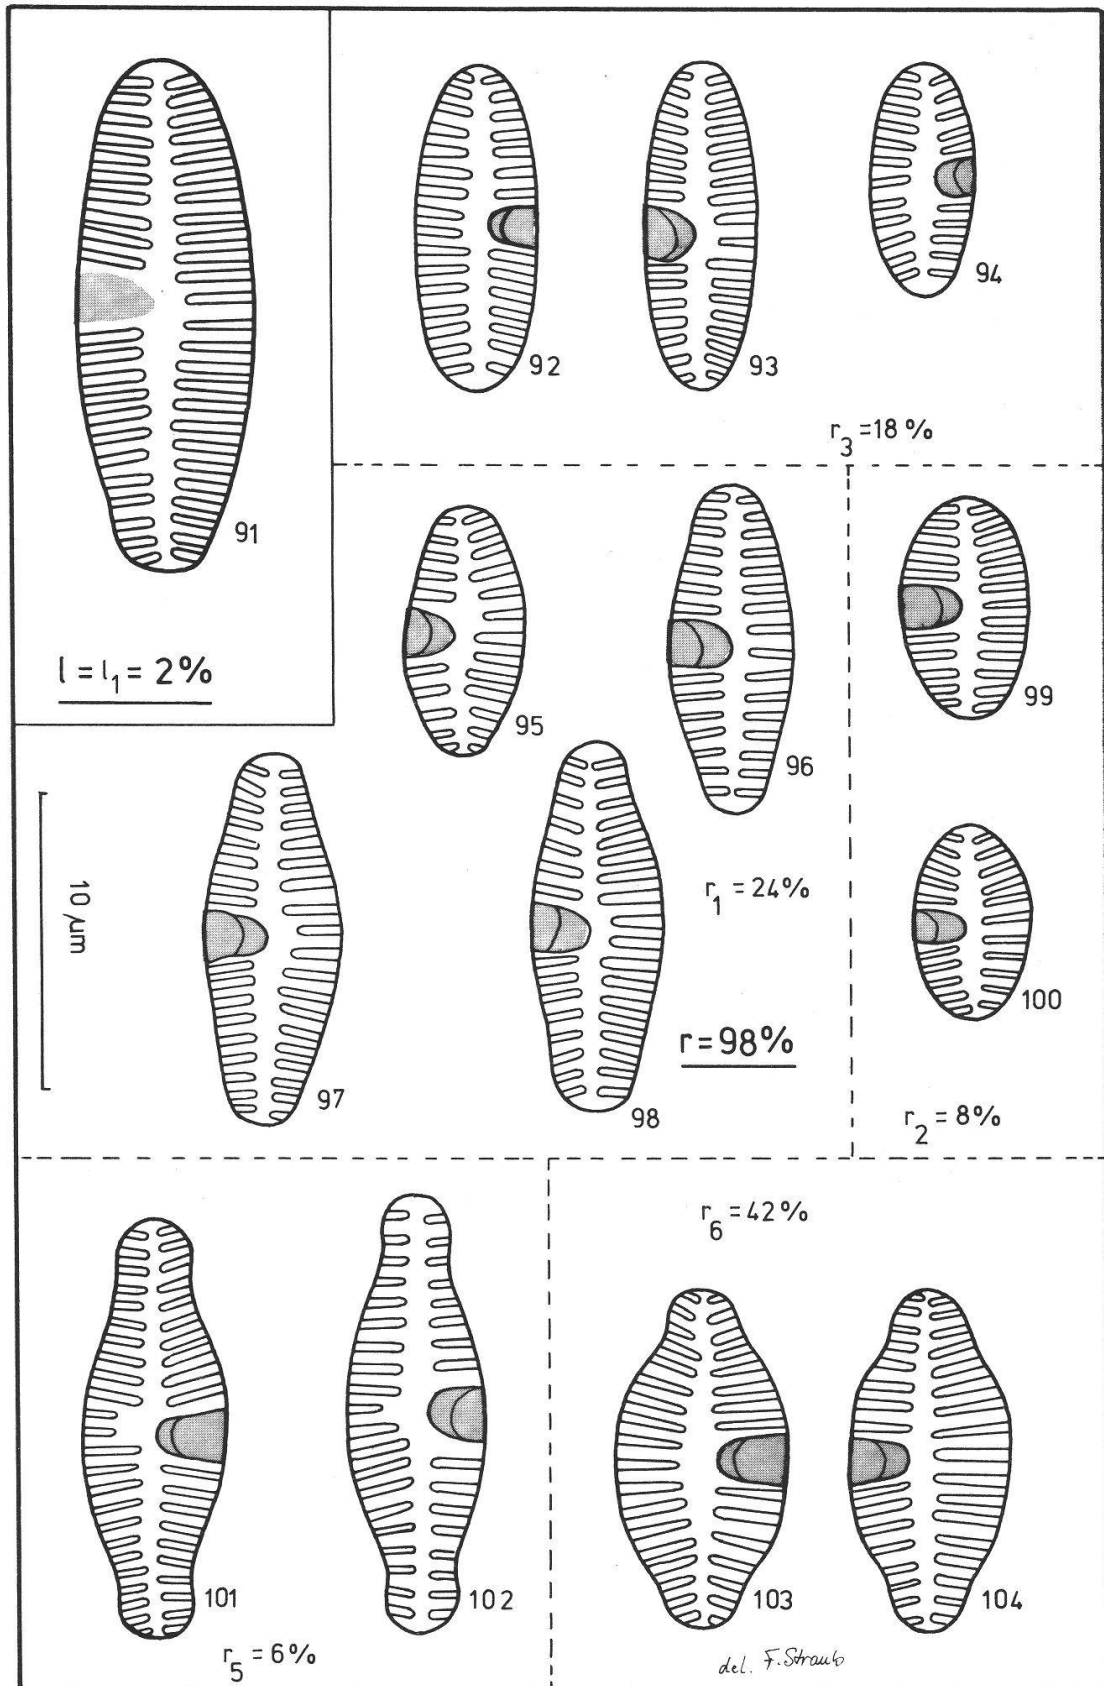 91
l = l₁ = 2%
92
93
94
r₃ = 18 %
95
96
99
100
10 µm
97
98
r₁ = 24%
r = 98%
r₂ = 8%
101
102
r₅ = 6%
r₆ = 42%
103
104
del. F. Straub